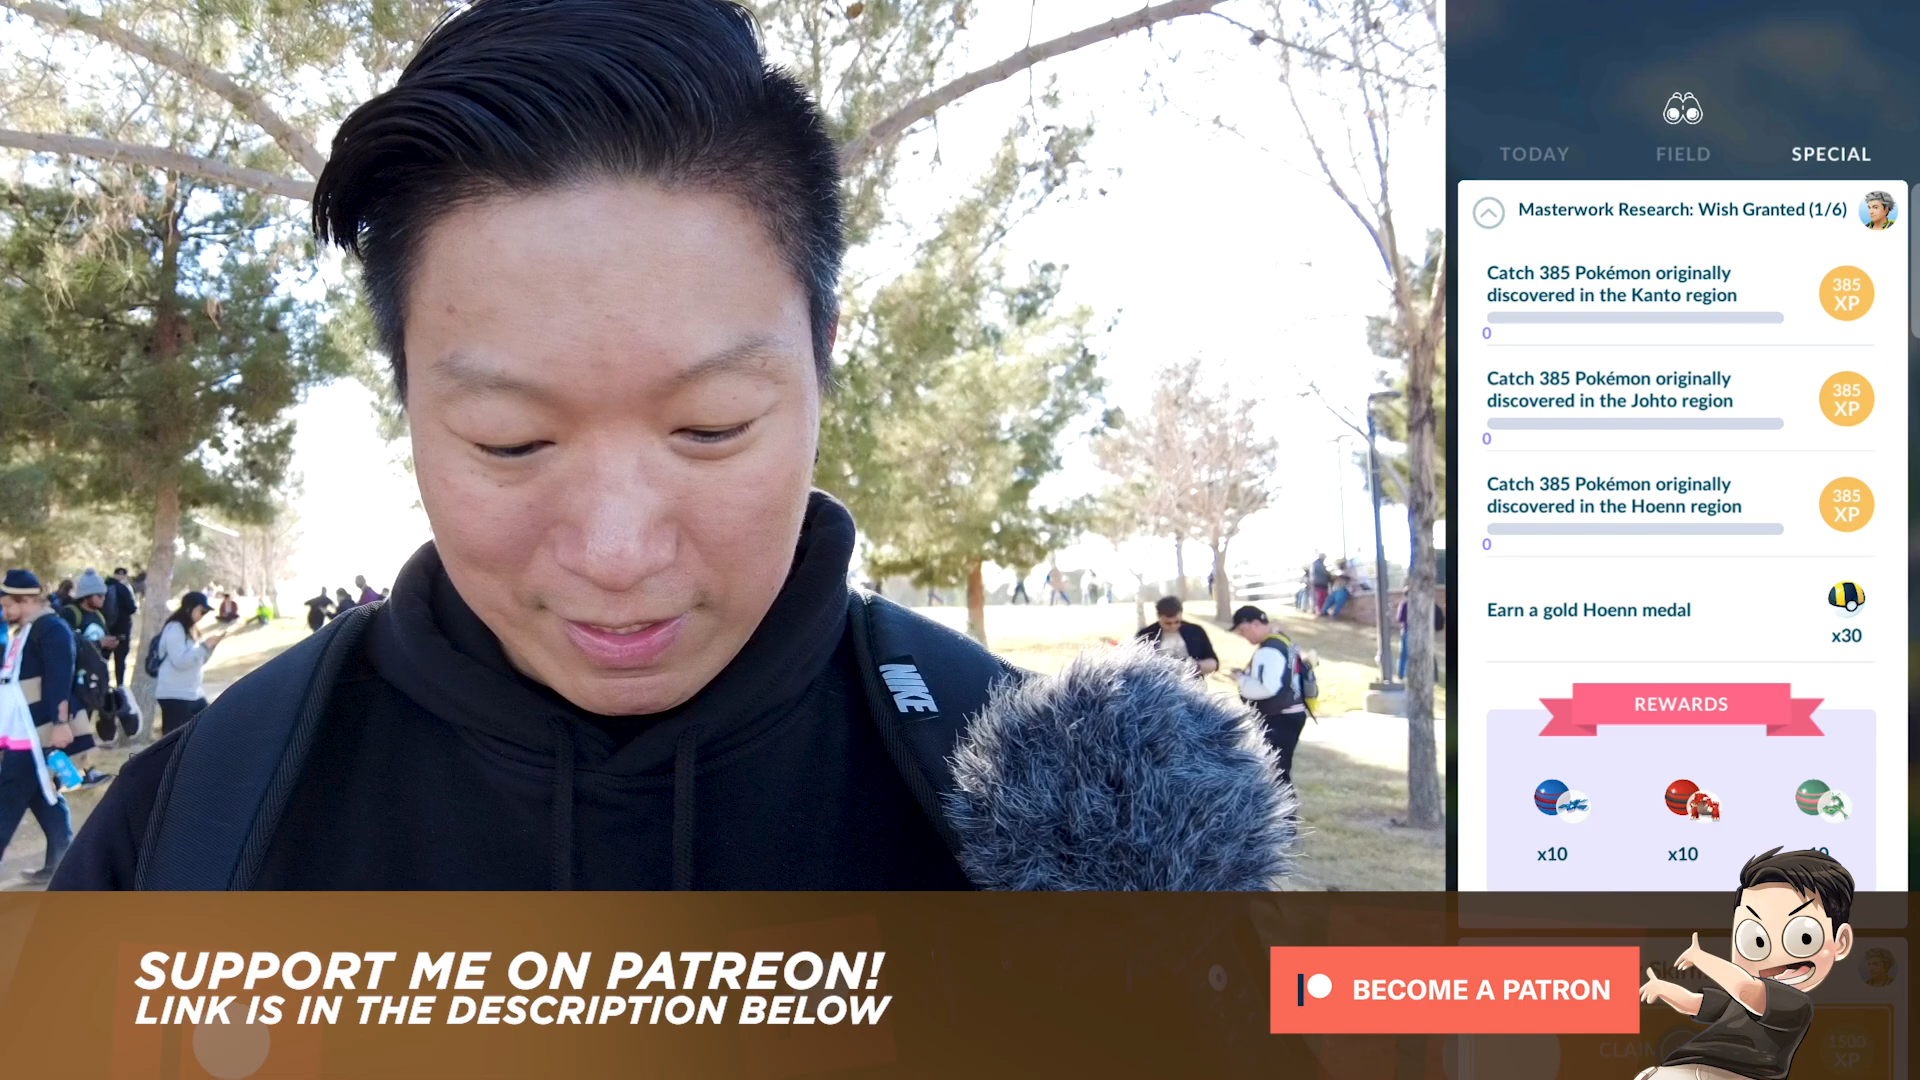 TODAY
FIELD
SPECIAL
Masterwork Research: Wish Granted (1/6)
Catch 385 Pokémon originally
discovered in the Kanto region
385
XP
0
Catch 385 Pokémon originally
discovered in the Johto region
385
XP
0
Catch 385 Pokémon originally
discovered in the Hoenn region
385
XP
0
Earn a gold Hoenn medal
x30
REWARDS
x10
x10
NIKE
SUPPORT ME ON PATREON!
LINK IS IN THE DESCRIPTION BELOW
BECOME A PATRON
1500
XP